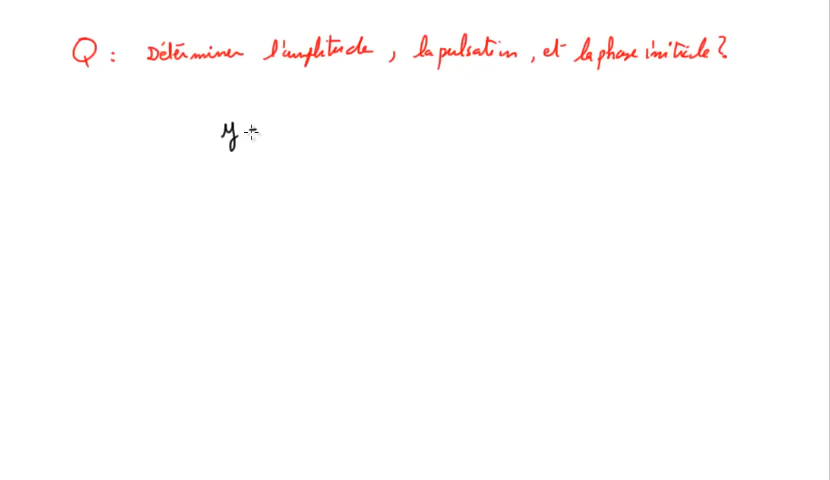 Q : Déterminer l'amplitude, la pulsation, et la phase initiale ?
y